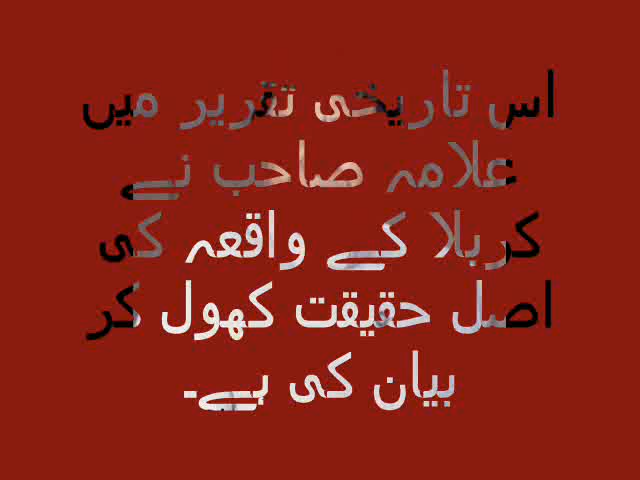 اس تاریخی تقریر میں
علامہ صاحب نے
کربلا کے واقعہ کی
اصل حقیقت کھول کر
بیان کی ہے۔